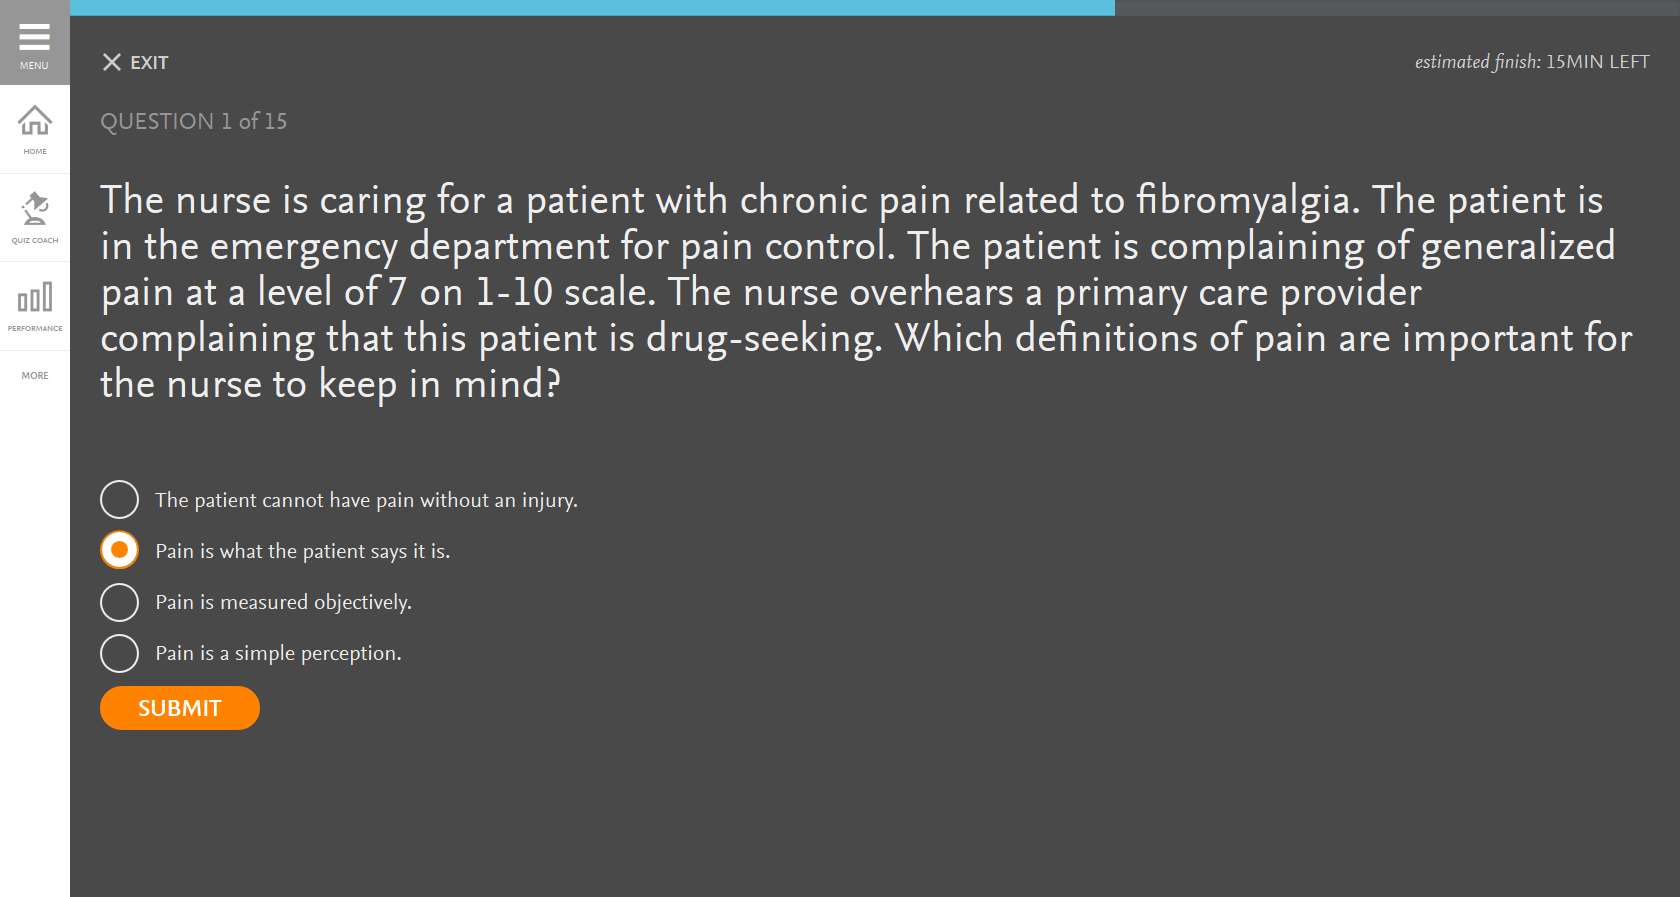 MENU
HOME
QUIZ COACH
PERFORMANCE
MORE
EXIT
estimated finish: 15MIN LEFT
QUESTION 1 of 15
The nurse is caring for a patient with chronic pain related to fibromyalgia. The patient is
in the emergency department for pain control. The patient is complaining of generalized
pain at a level of 7 on 1-10 scale. The nurse overhears a primary care provider
complaining that this patient is drug-seeking. Which definitions of pain are important for
the nurse to keep in mind?
The patient cannot have pain without an injury.
Pain is what the patient says it is.
Pain is measured objectively.
Pain is a simple perception.
SUBMIT